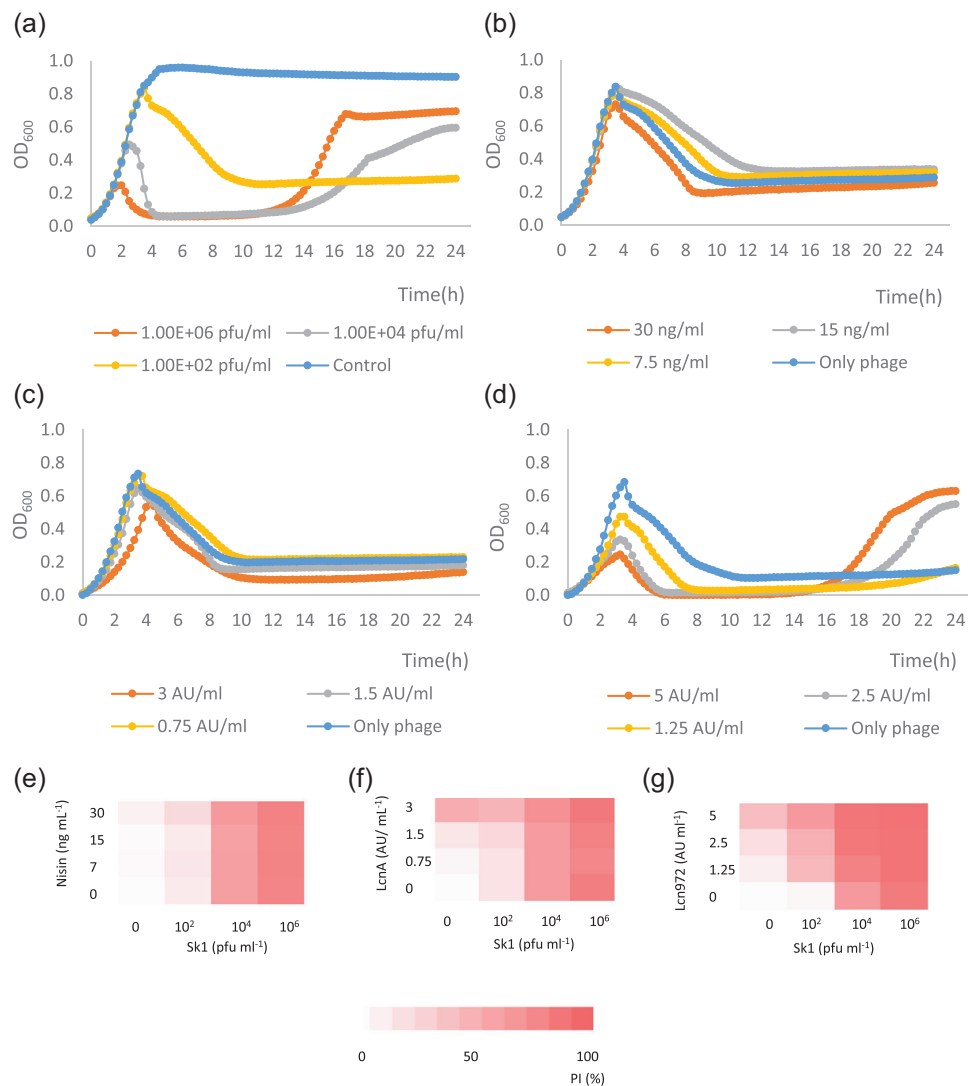 (a)
OD600
1.0
0.8
0.6
0.4
0.2
0.0
0 2 4 6 8 10 12 14 16 18 20 22 24
Time(h)
1.00E+06 pfu/ml 1.00E+04 pfu/ml
1.00E+02 pfu/ml Control
(b)
OD600
1.0
0.8
0.6
0.4
0.2
0.0
0 2 4 6 8 10 12 14 16 18 20 22 24
Time(h)
30 ng/ml 15 ng/ml
7.5 ng/ml Only phage
(c)
OD600
1.0
0.8
0.6
0.4
0.2
0.0
0 2 4 6 8 10 12 14 16 18 20 22 24
Time(h)
3 AU/ml 1.5 AU/ml
0.75 AU/ml Only phage
(d)
OD600
1.0
0.8
0.6
0.4
0.2
0.0
0 2 4 6 8 10 12 14 16 18 20 22 24
Time(h)
5 AU/ml 2.5 AU/ml
1.25 AU/ml Only phage
(e)
Nisin (ng mL-1)
30
15
7
0
0 10² 10⁴ 10⁶
Sk1 (pfu ml-1)
(f)
LcnA (AU/ mL-1)
3
1.5
0.75
0
0 10² 10⁴ 10⁶
Sk1 (pfu ml-1)
(g)
Lcn972 (AU ml-1)
5
2.5
1.25
0
0 10² 10⁴ 10⁶
Sk1 (pfu ml-1)
0 50 100
PI (%)